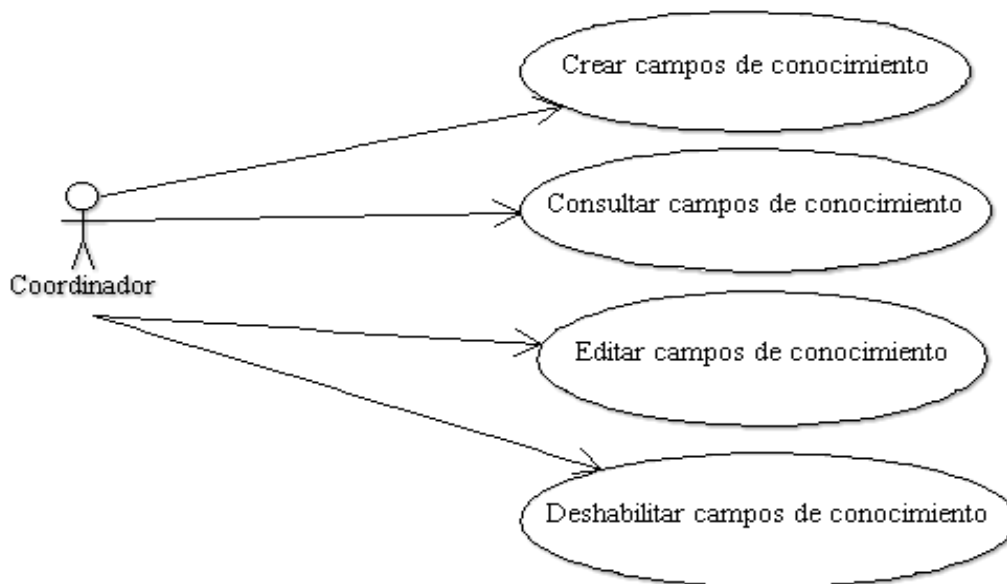 Crear campos de conocimiento
Consultar campos de conocimiento
Coordinador
Editar campos de conocimiento
Deshabilitar campos de conocimiento